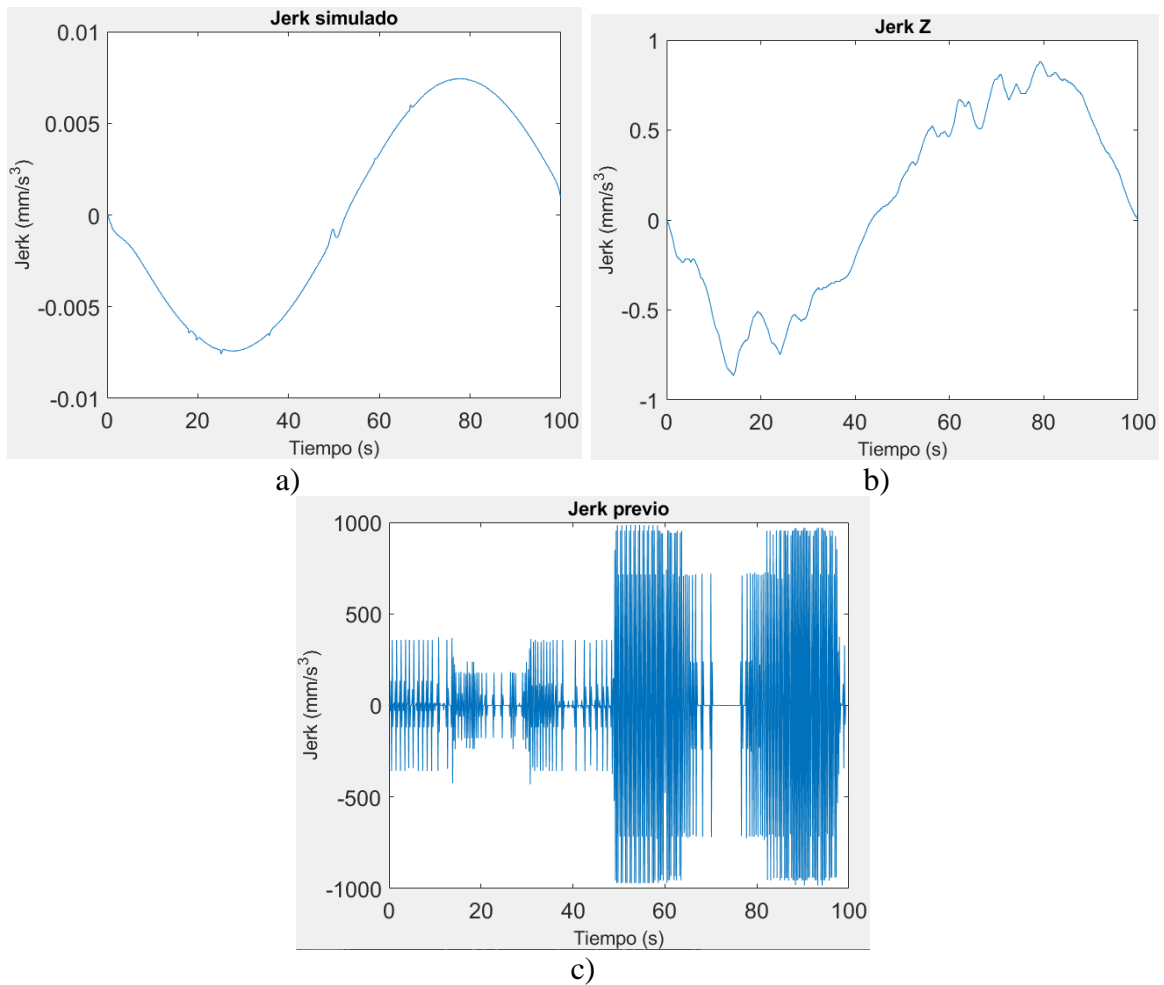 Jerk simulado
0.01
0.005
0
-0.005
-0.01
Jerk (mm/s³)
0 20 40 60 80 100
Tiempo (s)
a)
Jerk Z
1
0.5
0
-0.5
-1
Jerk (mm/s³)
0 20 40 60 80 100
Tiempo (s)
b)
Jerk previo
1000
500
0
-500
-1000
Jerk (mm/s³)
0 20 40 60 80 100
Tiempo (s)
c)